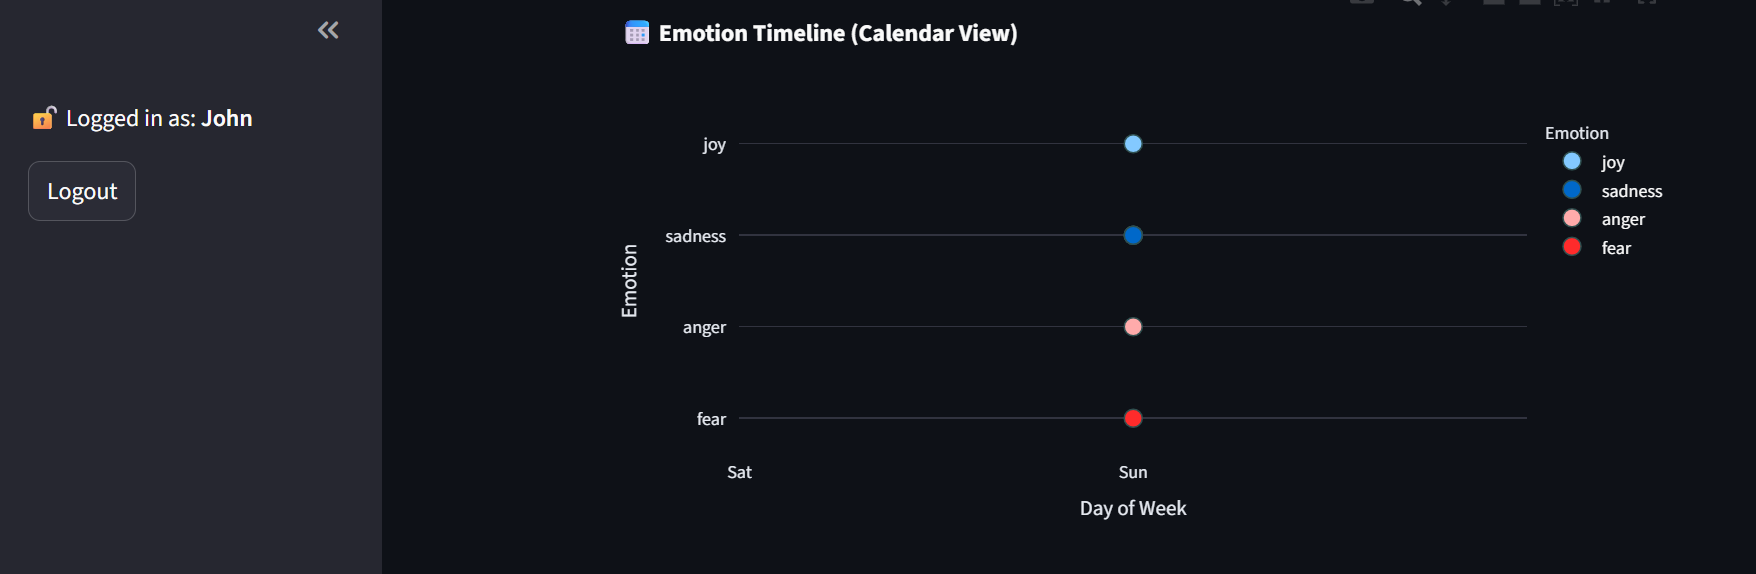 Logged in as: John
Logout
Emotion Timeline (Calendar View)
Emotion
joy
sadness
anger
fear
Sat
Sun
Day of Week
Emotion
joy
sadness
anger
fear